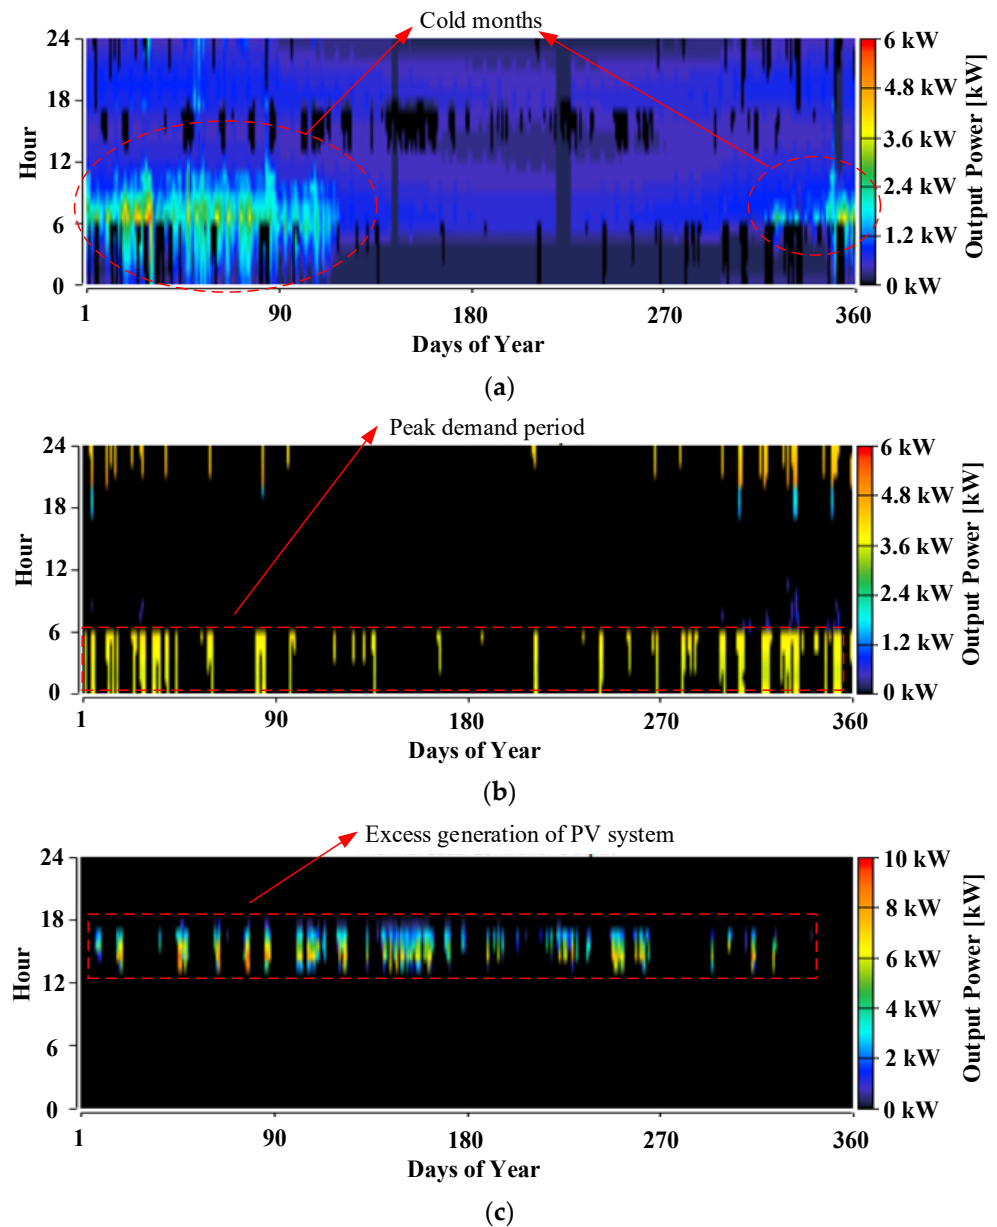 Cold months
24
18
12
6
0
Hour
1
90
180
270
360
Days of Year
6 kW
4.8 kW
3.6 kW
2.4 kW
1.2 kW
0 kW
Output Power [kW]
(a)
Peak demand period
24
18
12
6
0
Hour
1
90
180
270
360
Days of Year
6 kW
4.8 kW
3.6 kW
2.4 kW
1.2 kW
0 kW
Output Power [kW]
(b)
Excess generation of PV system
24
18
12
6
0
Hour
1
90
180
270
360
Days of Year
10 kW
8 kW
6 kW
4 kW
2 kW
0 kW
Output Power [kW]
(c)